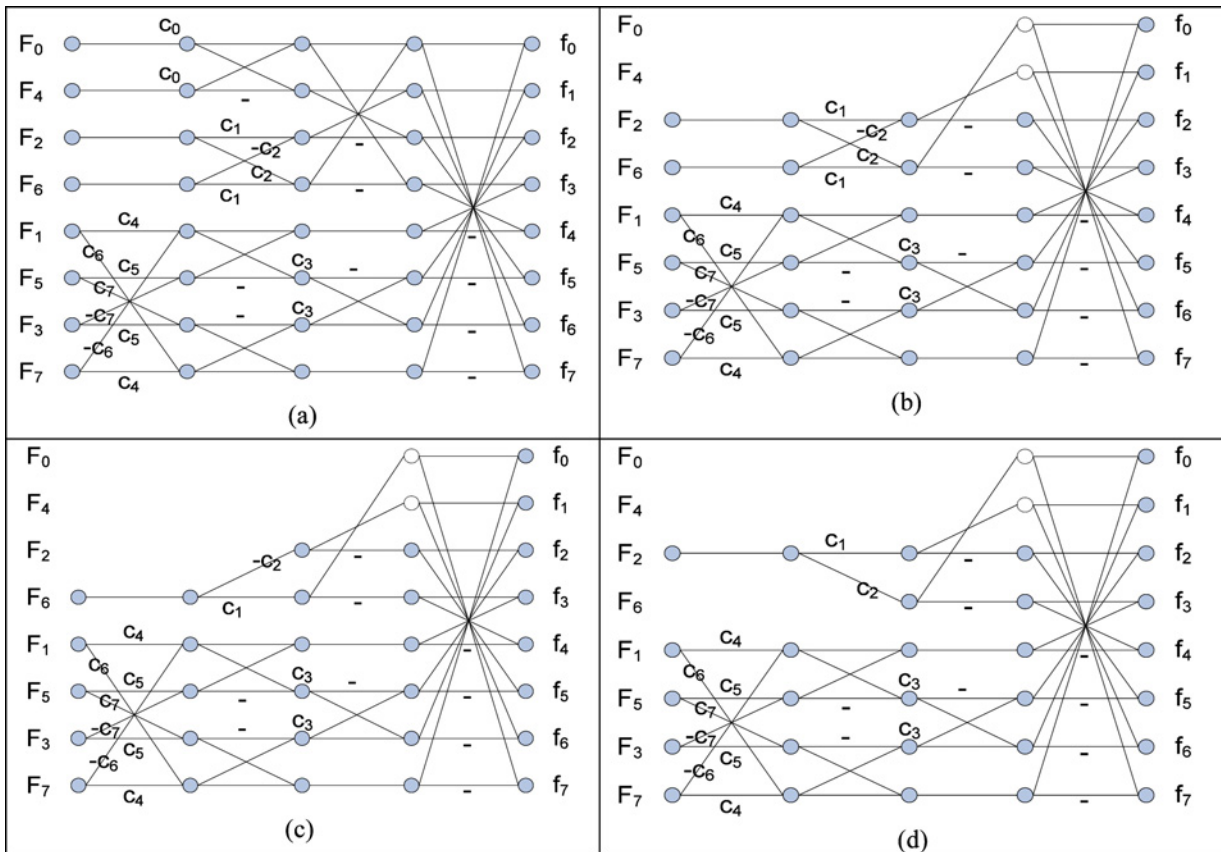 F0 C0 f0
F4 C0 - f1
F2 C1 -C2 - f2
F6 C2 C1 - f3
F1 C4 C6 - f4
F5 C5 C7 - C3 - - f5
F3 -C7 C5 - C3 - f6
F7 -C6 C4 - f7
(a)
F0 f0
F4 f1
F2 C1 -C2 - f2
F6 C2 C1 - f3
F1 C4 C6 - f4
F5 C5 C7 - C3 - - f5
F3 -C7 C5 - C3 - f6
F7 -C6 C4 - f7
(b)
F0 f0
F4 f1
F2 -C2 - f2
F6 C1 - f3
F1 C4 C6 - f4
F5 C5 C7 - C3 - - f5
F3 -C7 C5 - C3 - f6
F7 -C6 C4 - f7
(c)
F0 f0
F4 f1
F2 C1 - f2
F6 C2 - f3
F1 C4 C6 - f4
F5 C5 C7 - C3 - - f5
F3 -C7 C5 - C3 - f6
F7 -C6 C4 - f7
(d)